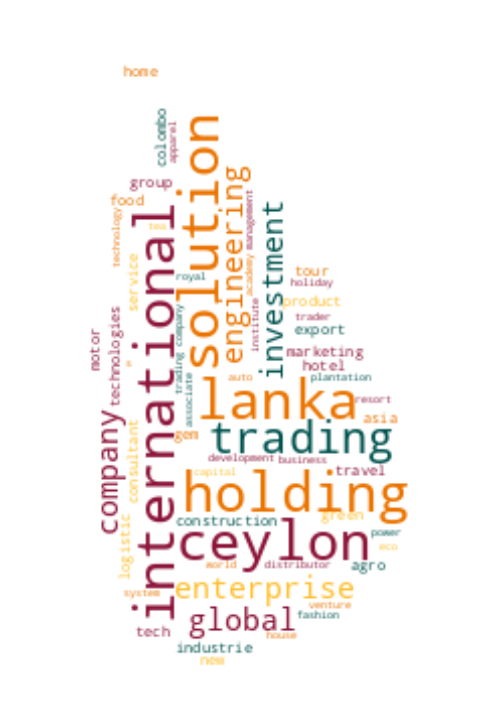 home
colombo
apparel
solution
group
food
technology
tea
international
engineering
management
academy
investment
service
royal
tour
holiday
product
trader
export
institute
trading company
technologies
motor
marketing
hotel
plantation
auto
associate
lanka
resort
asia
company
consultant
gem
trading
development
business
capital
travel
holding
logistic
construction
green
power
ceylon
eco
world
distributor
agro
system
enterprise
venture
fashion
global
tech
house
industrie
new